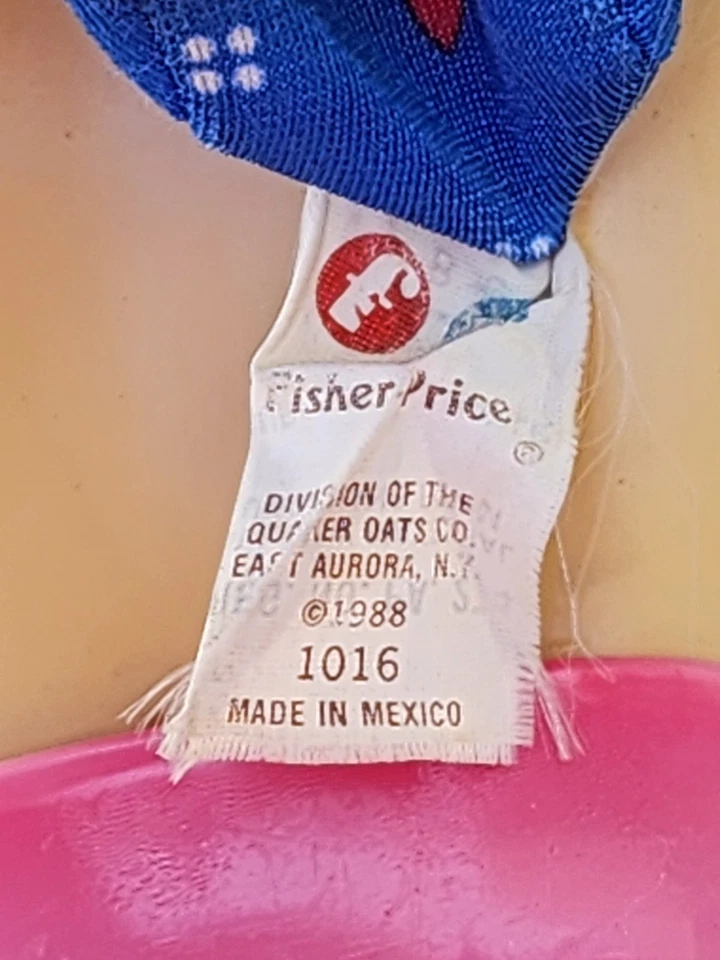 fp
Fisher-Price
®
DIVISION OF THE
QUAKER OATS CO.
EAST AURORA, N.Y.
©1988
1016
MADE IN MEXICO